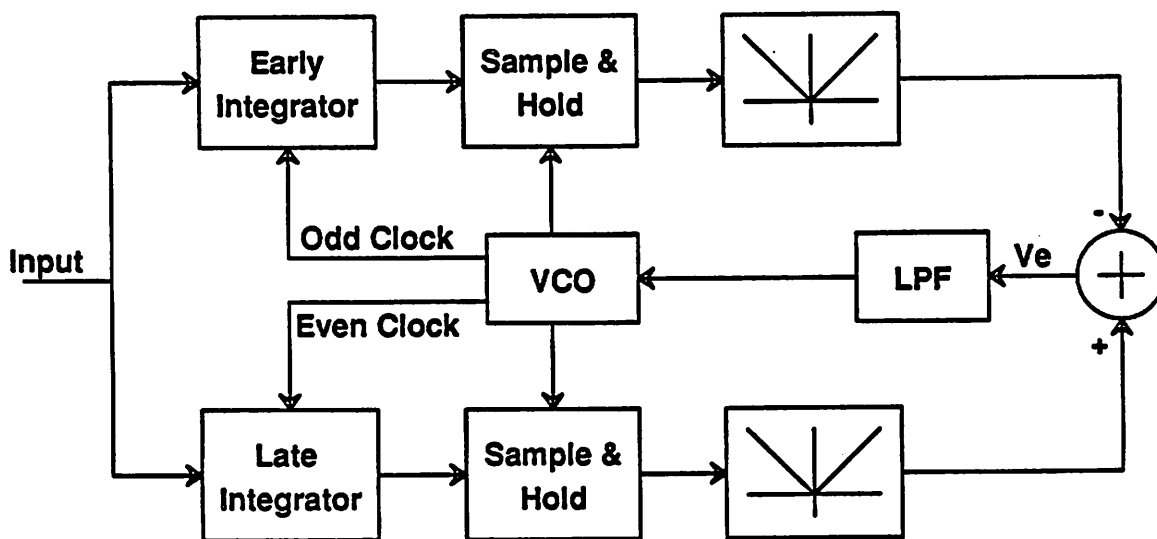 Early
Integrator
Sample &
Hold
Odd Clock
Input
VCO
LPF
Ve
-
+
Even Clock
Late
Integrator
Sample &
Hold